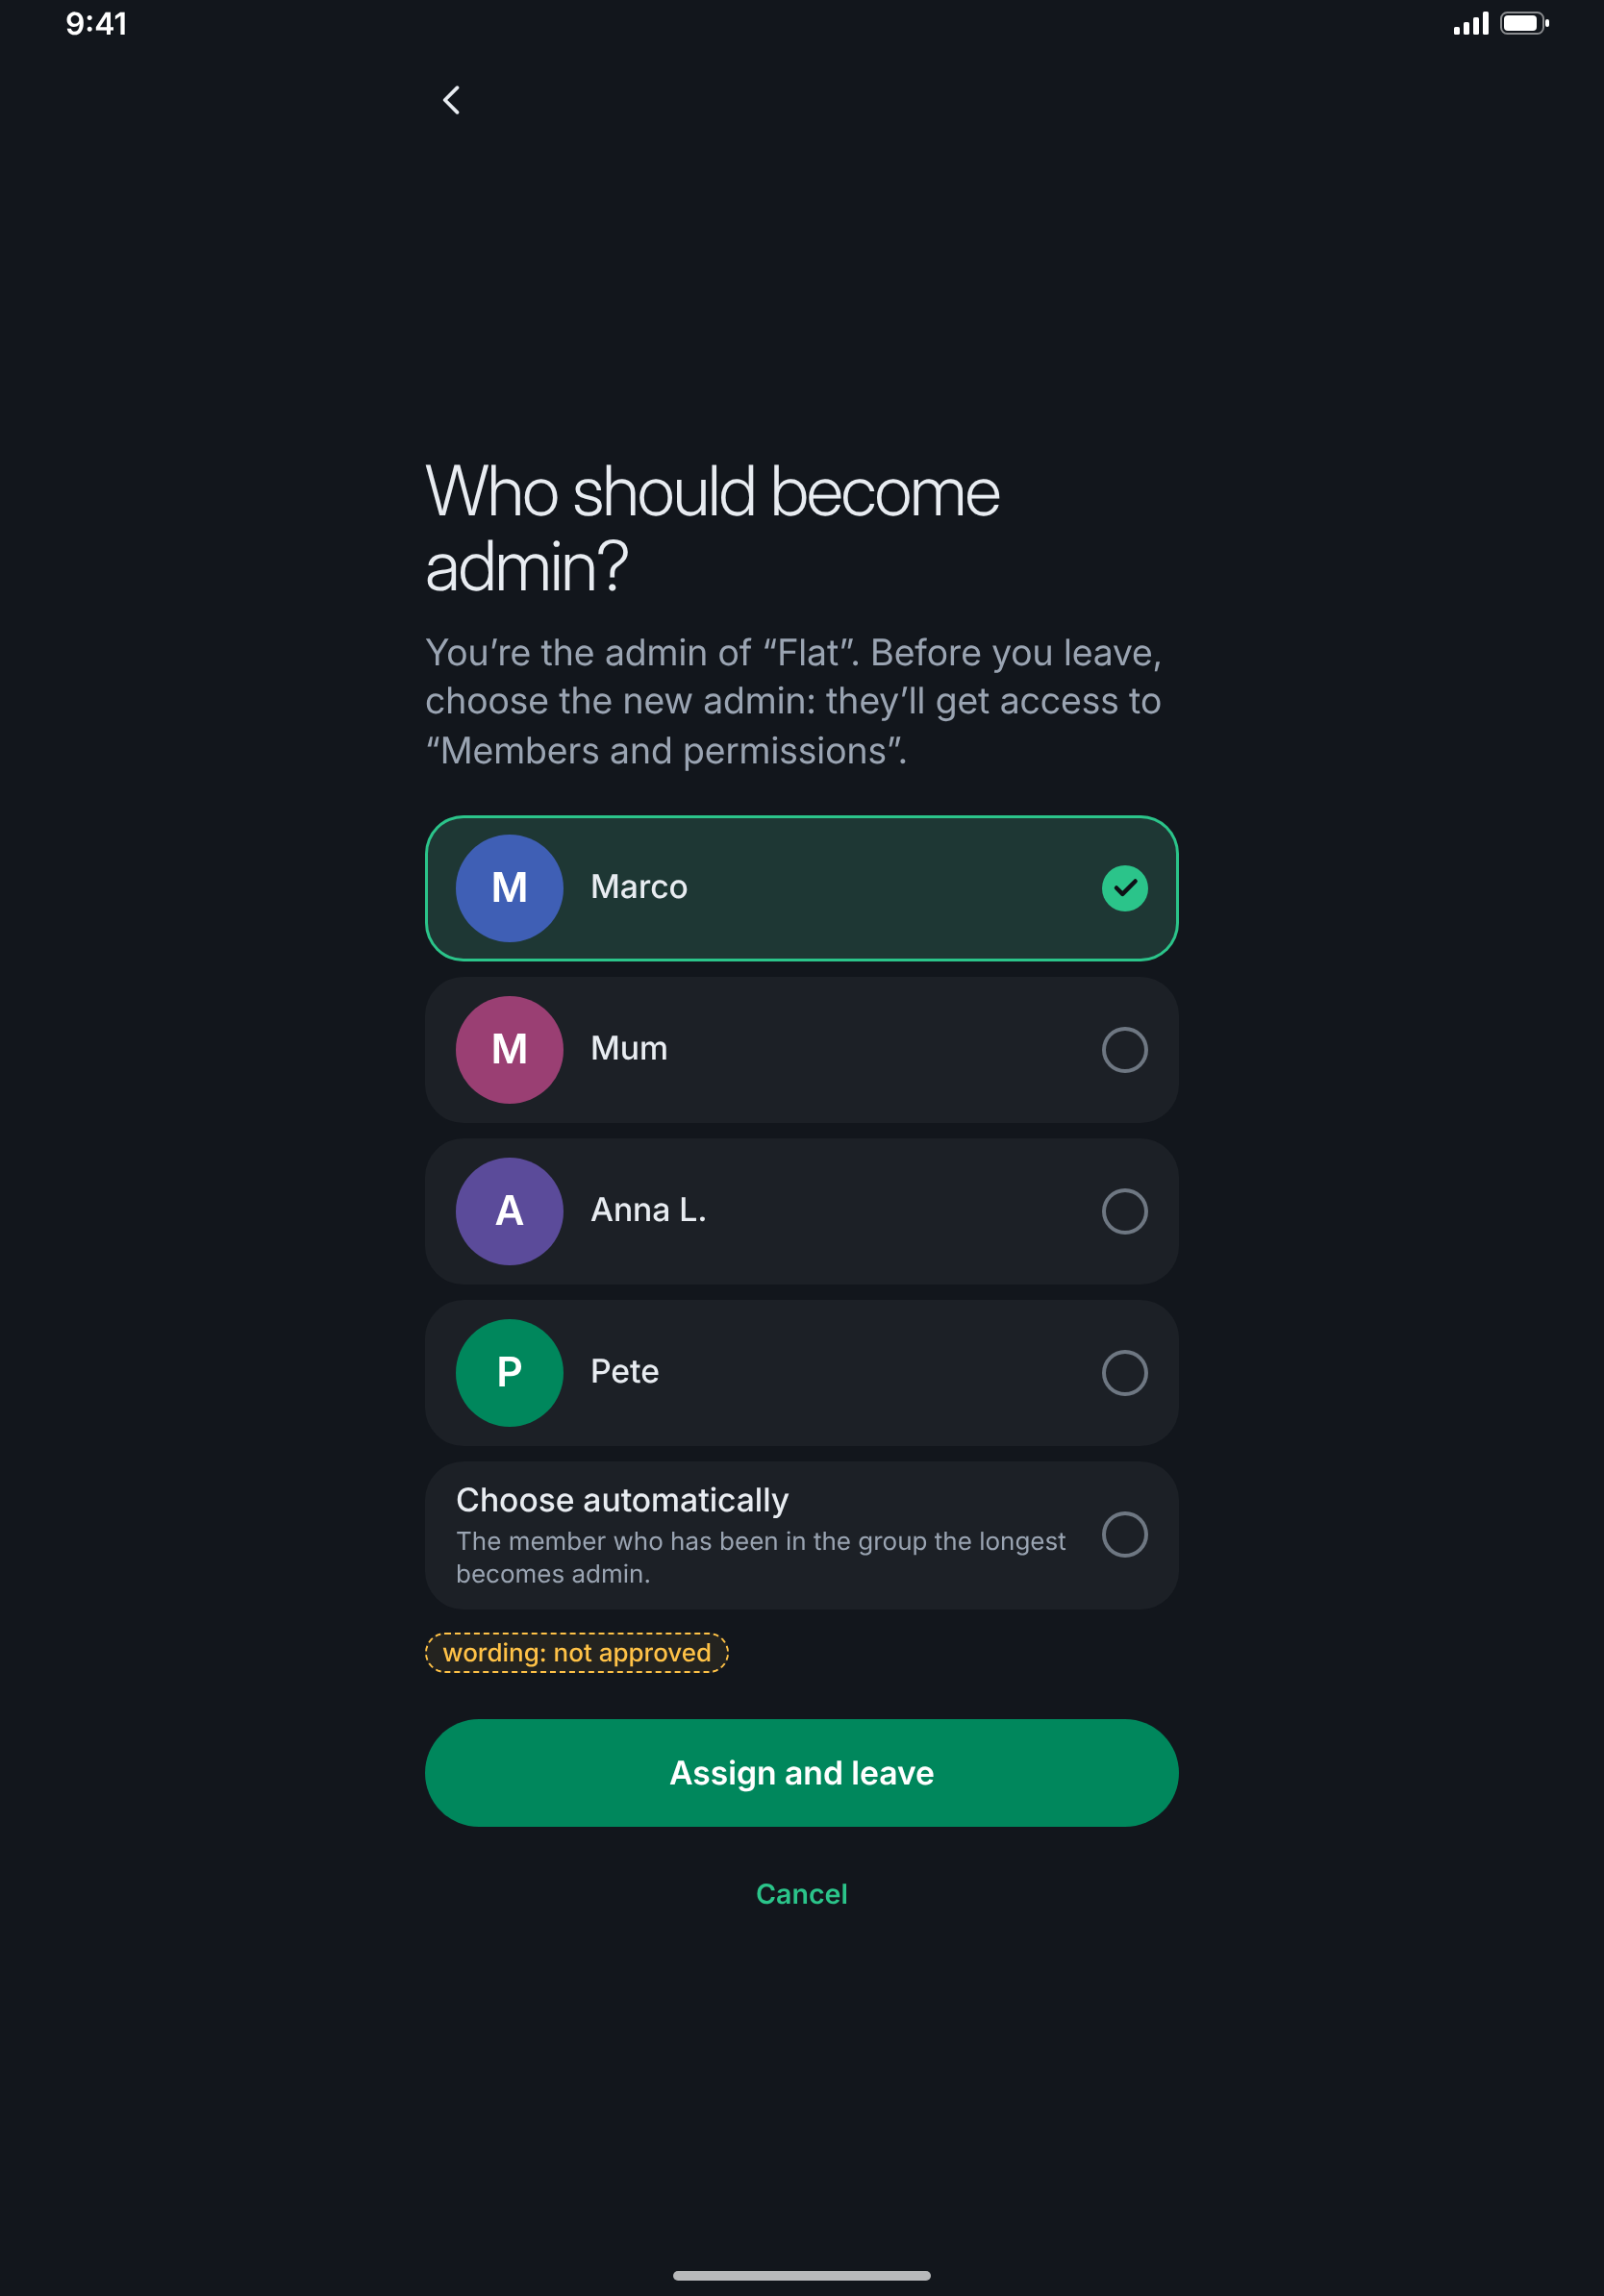 9:41
Who should become
admin?
You’re the admin of “Flat”. Before you leave,
choose the new admin: they’ll get access to
“Members and permissions”.
M
Marco
M
Mum
A
Anna L.
P
Pete
Choose automatically
The member who has been in the group the longest
becomes admin.
wording: not approved
Assign and leave
Cancel